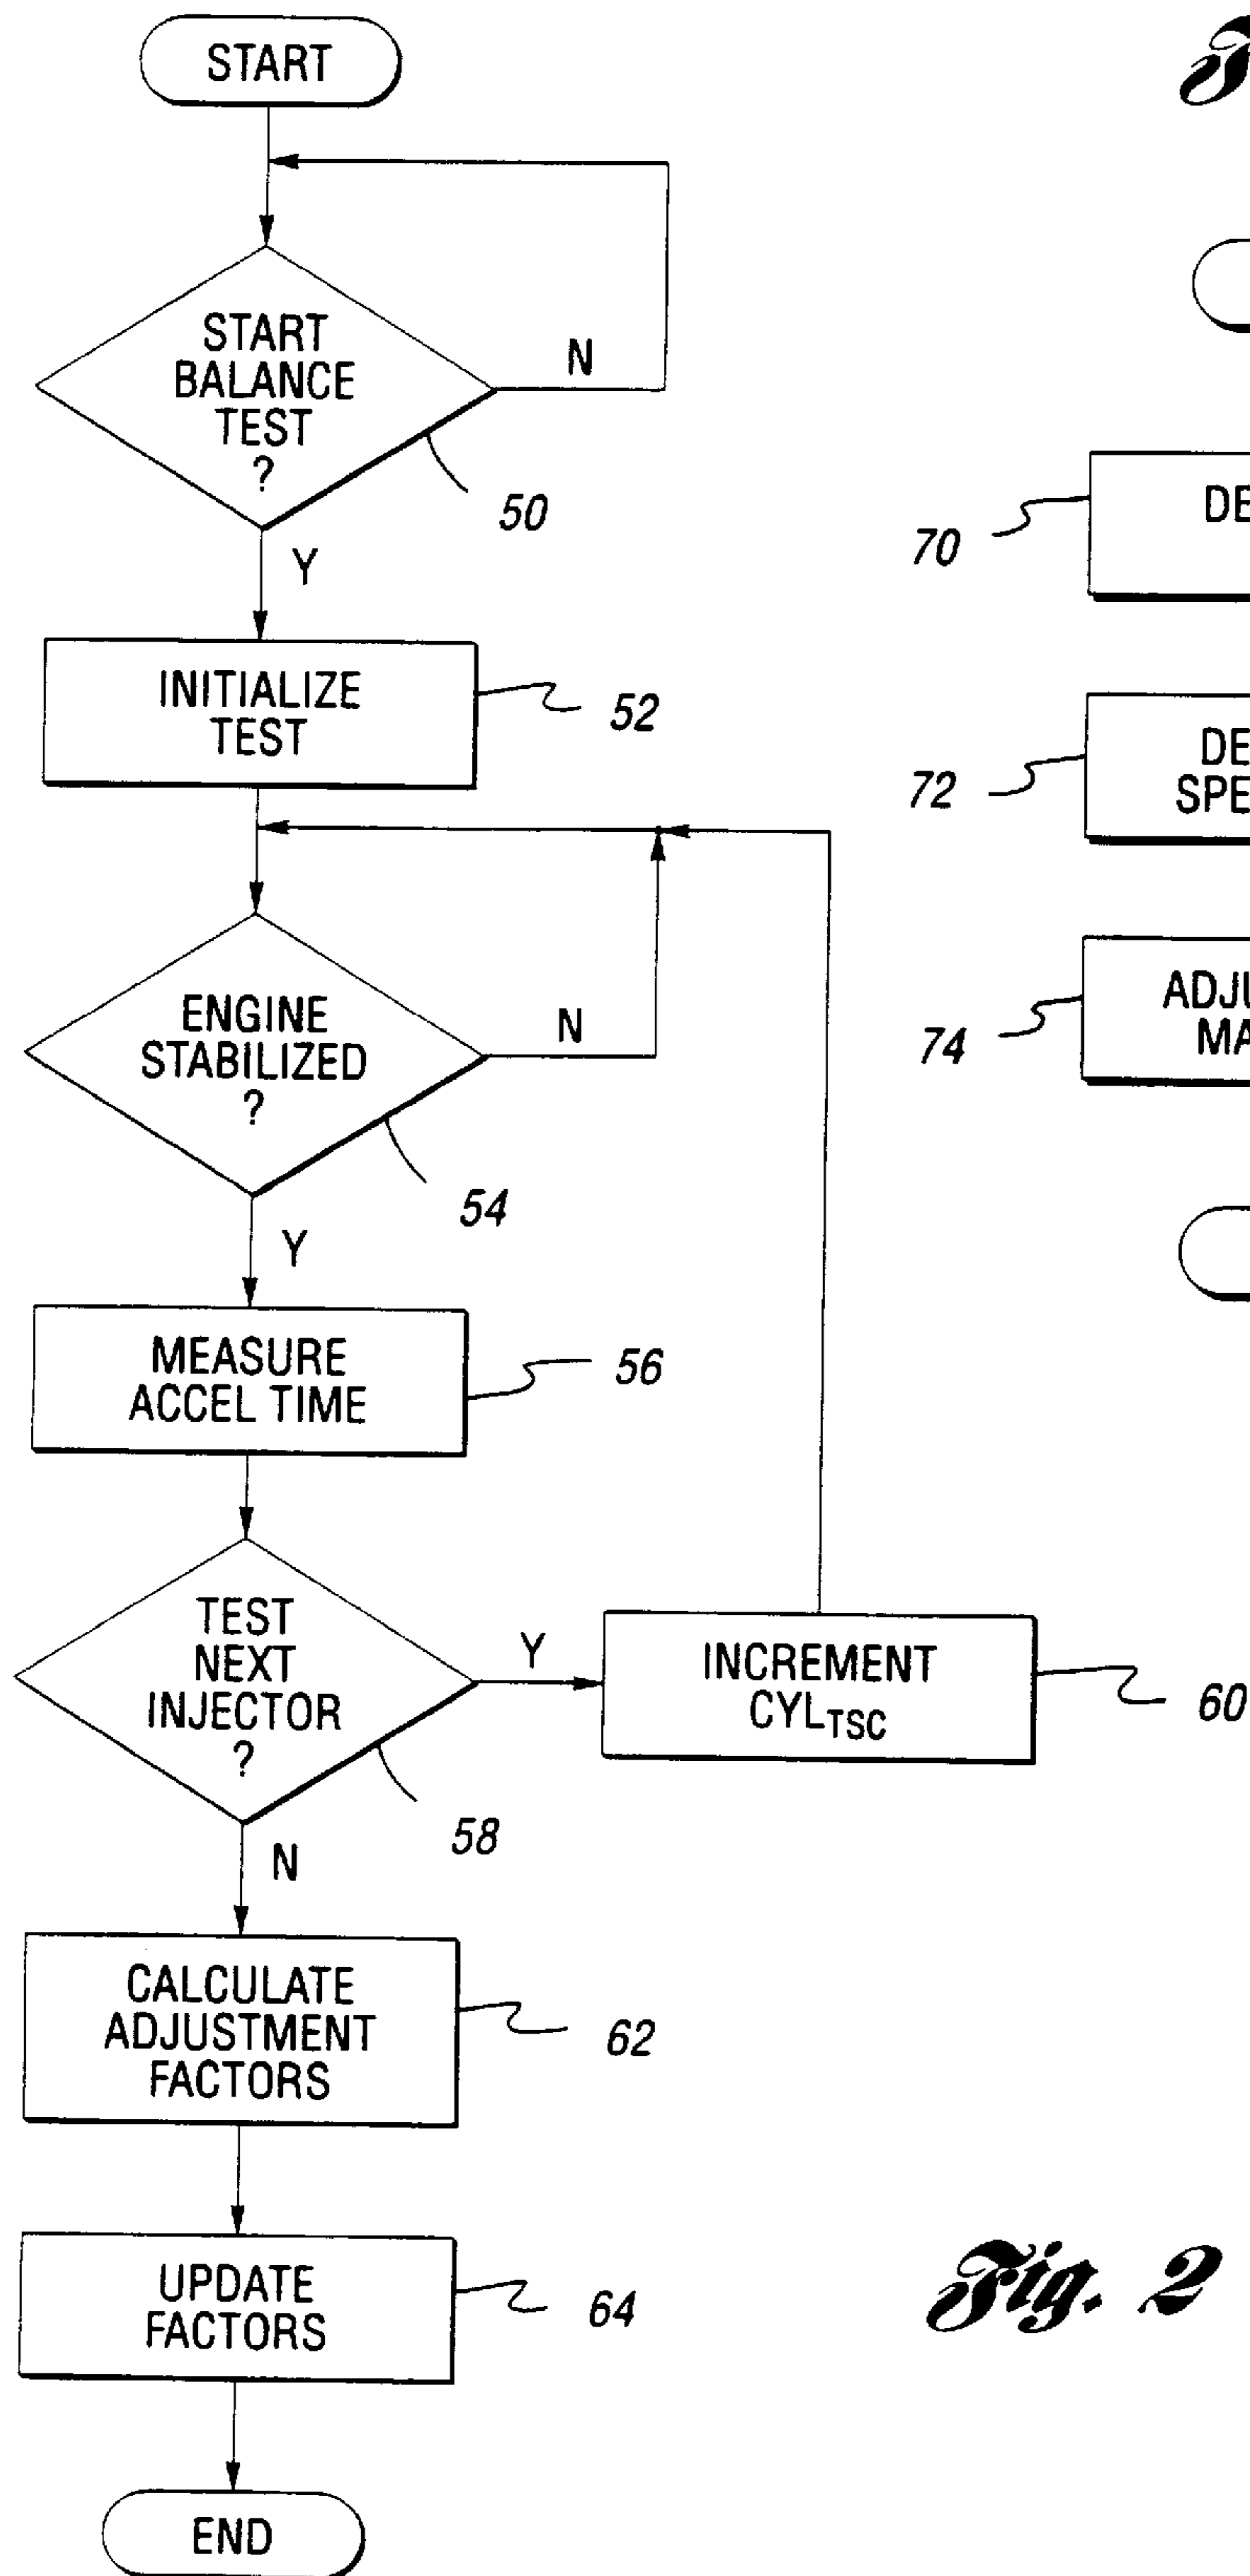 START
START
BALANCE
TEST
?
N
50
Y
INITIALIZE
TEST
52
ENGINE
STABILIZED
?
N
54
Y
MEASURE
ACCEL TIME
56
TEST
NEXT
INJECTOR
?
Y
58
N
INCREMENT
CYLTSC
60
CALCULATE
ADJUSTMENT
FACTORS
62
UPDATE
FACTORS
64
END
Fig. 2
70
72
74